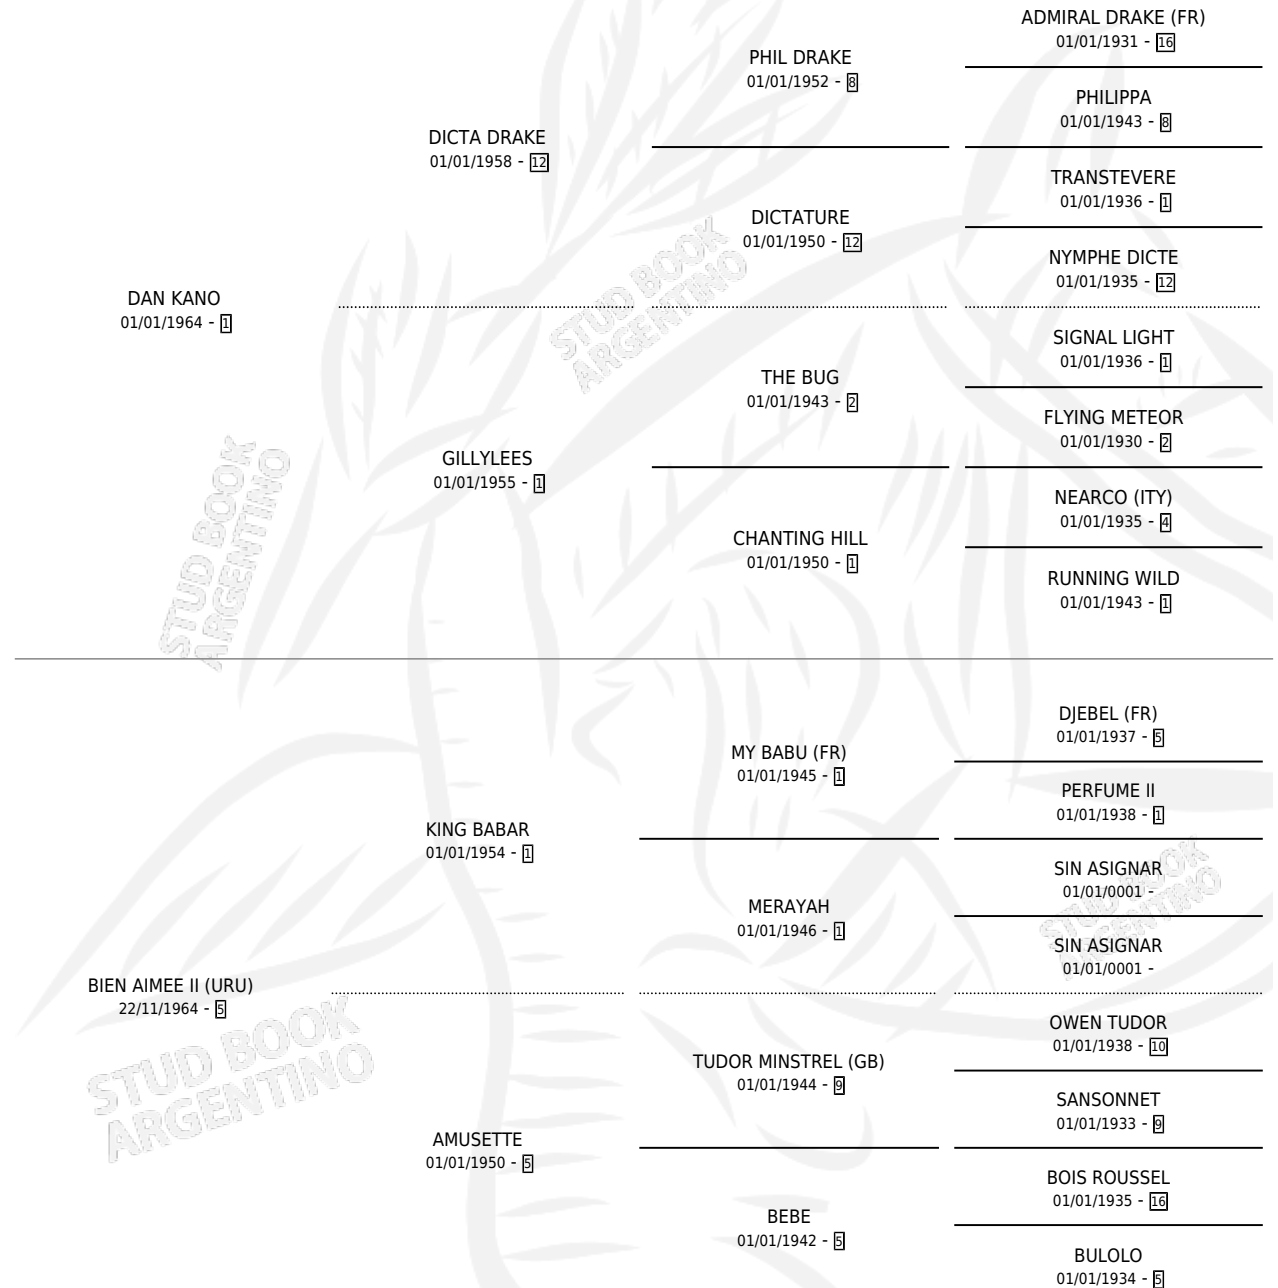 ADMIRAL DRAKE (FR)
01/01/1931 - 16
PHIL DRAKE
01/01/1952 - 8
PHILIPPA
01/01/1943 - 8
DICTA DRAKE
01/01/1958 - 12
TRANSTEVERE
01/01/1936 - 1
DICTATURE
01/01/1950 - 12
NYMPHE DICTE
01/01/1935 - 12
DAN KANO
01/01/1964 - 1
STUD BOOK
ARGENTINO
SIGNAL LIGHT
01/01/1936 - 1
THE BUG
01/01/1943 - 2
FLYING METEOR
01/01/1930 - 2
GILLYLEES
01/01/1955 - 1
NEARCO (ITY)
01/01/1935 - 4
CHANTING HILL
01/01/1950 - 1
RUNNING WILD
01/01/1943 - 1
STUD BOOK
ARGENTINO
DJEBEL (FR)
01/01/1937 - 5
MY BABU (FR)
01/01/1945 - 1
PERFUME II
01/01/1938 - 1
KING BABAR
01/01/1954 - 1
SIN ASIGNAR
01/01/0001 -
MERAYAH
01/01/1946 - 1
SIN ASIGNAR
01/01/0001 -
STUD BOOK
ARGENTINO
BIEN AIMEE II (URU)
22/11/1964 - 5
STUD BOOK
ARGENTINO
OWEN TUDOR
01/01/1938 - 10
TUDOR MINSTREL (GB)
01/01/1944 - 9
SANSONNET
01/01/1933 - 9
AMUSETTE
01/01/1950 - 5
BOIS ROUSSEL
01/01/1935 - 16
BEBE
01/01/1942 - 5
BULOLO
01/01/1934 - 5